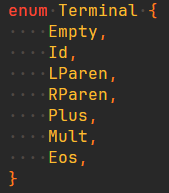 enum Terminal {
    Empty,
    Id,
    LParen,
    RParen,
    Plus,
    Mult,
    Eos,
}